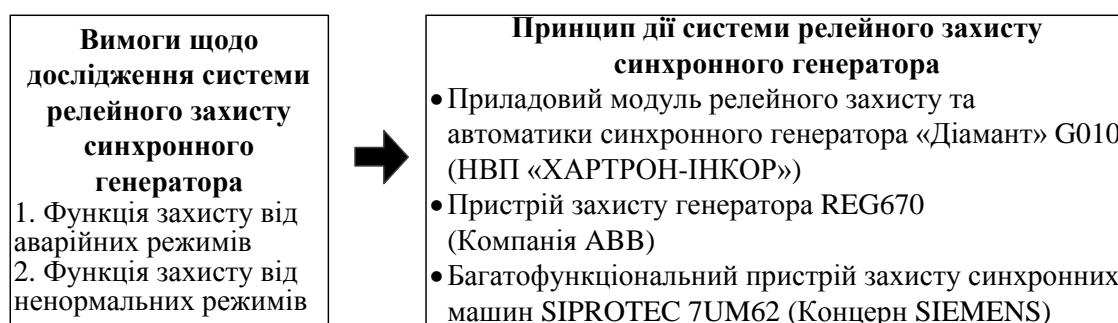 Вимоги щодо
дослідження системи
релейного захисту
синхронного
генератора
1. Функція захисту від
аварійних режимів
2. Функція захисту від
ненормальних режимів
Принцип дії системи релейного захисту
синхронного генератора
•Приладовий модуль релейного захисту та
автоматики синхронного генератора «Діамант» G010
(НВП «ХАРТРОН-ІНКОР»)
•Пристрій захисту генератора REG670
(Компанія ABB)
•Багатофункціональний пристрій захисту синхронних
машин SIPROTEC 7UM62 (Концерн SIEMENS)